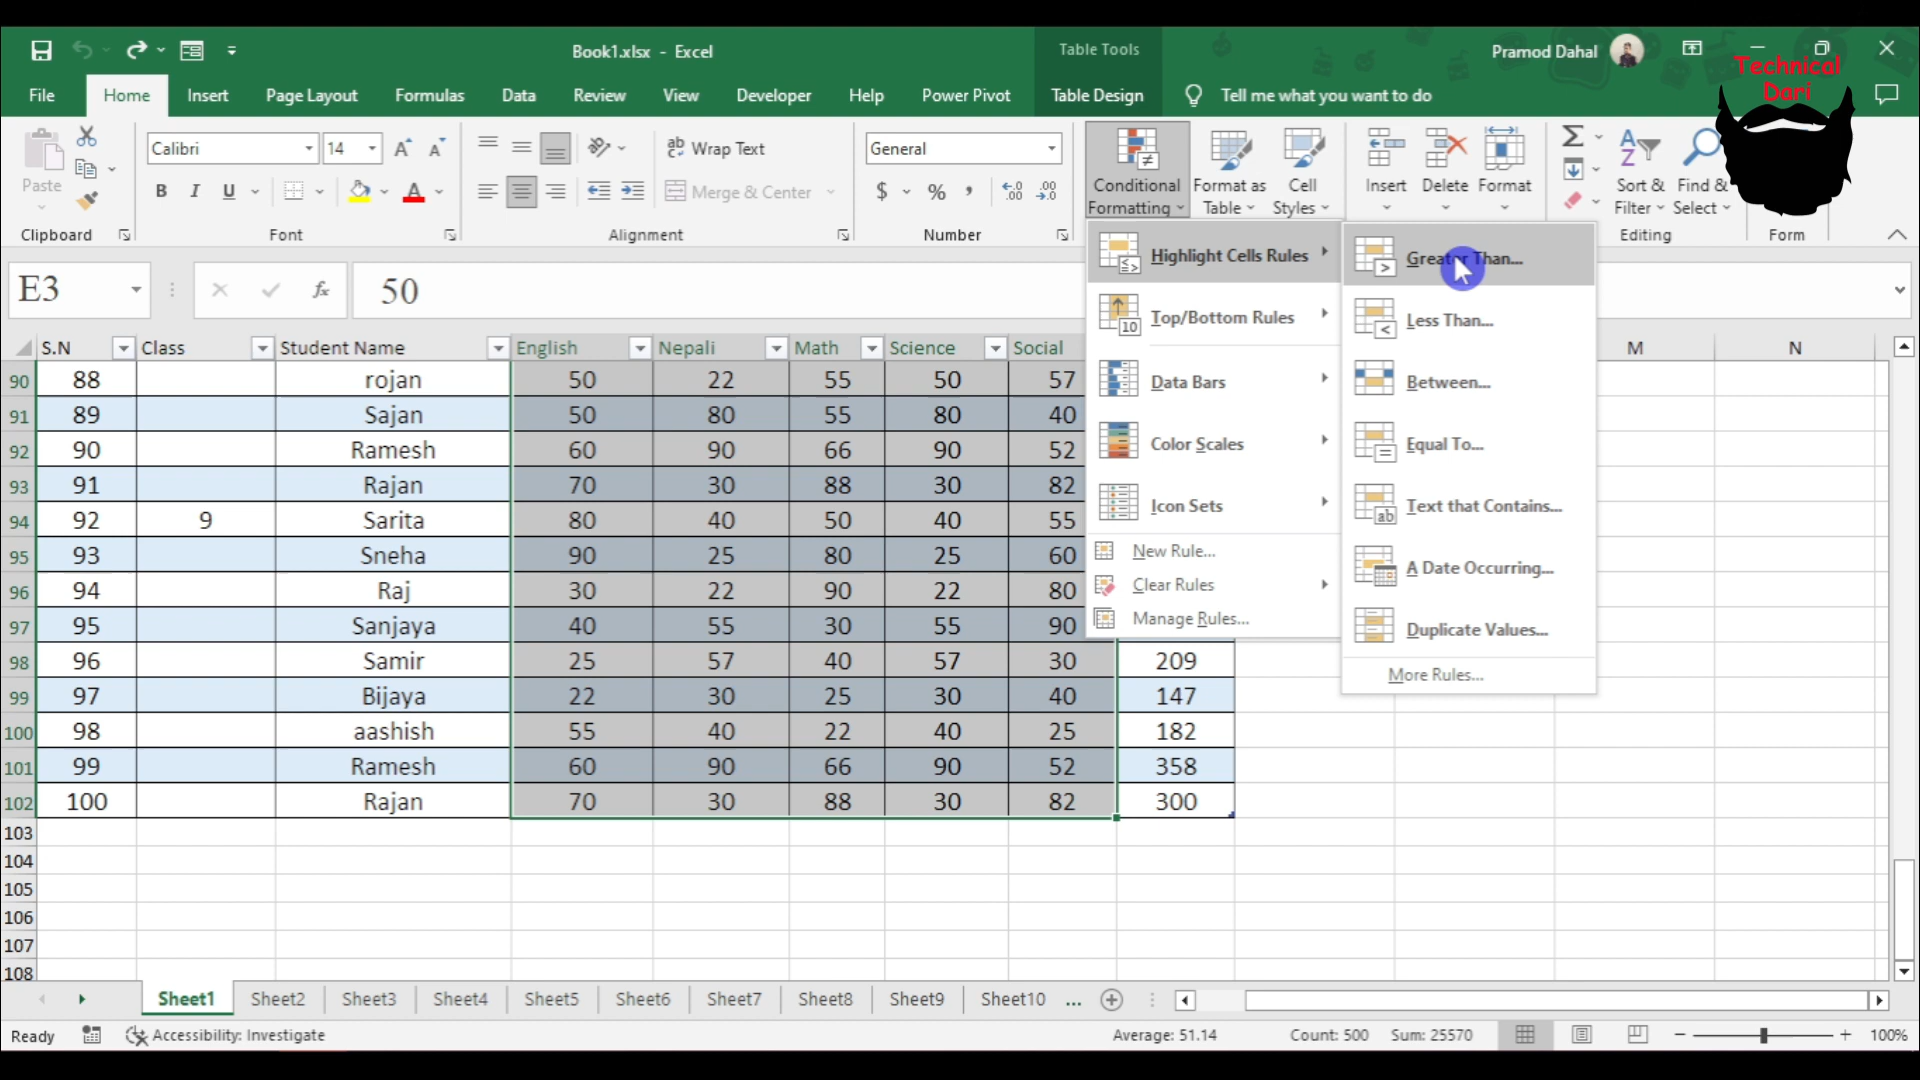 Book1.xlsx - Excel
Table Tools
Pramod Dahal
Technical
Dari
File Home Insert Page Layout Formulas Data Review View Developer Help Power Pivot Table Design Tell me what you want to do
Paste
Clipboard
Calibri 14
B I U A
Font
ab Wrap Text
Merge & Center
Alignment
General
$ % ,
Number
Conditional Formatting
Format as Table
Cell Styles
Insert Delete Format
Sort & Filter
Find & Select
Editing
Form
E3 fx 50
Highlight Cells Rules
Top/Bottom Rules
Data Bars
Color Scales
Icon Sets
New Rule...
Clear Rules
Manage Rules...
Greater Than...
Less Than...
Between...
Equal To...
Text that Contains...
A Date Occurring...
Duplicate Values...
More Rules...
S.N Class Student Name English Nepali Math Science Social M N
90 88 rojan 50 22 55 50 57
91 89 Sajan 50 80 55 80 40
92 90 Ramesh 60 90 66 90 52
93 91 Rajan 70 30 88 30 82
94 92 9 Sarita 80 40 50 40 55
95 93 Sneha 90 25 80 25 60
96 94 Raj 30 22 90 22 80
97 95 Sanjaya 40 55 30 55 90
98 96 Samir 25 57 40 57 30 209
99 97 Bijaya 22 30 25 30 40 147
100 98 aashish 55 40 22 40 25 182
101 99 Ramesh 60 90 66 90 52 358
102 100 Rajan 70 30 88 30 82 300
103
104
105
106
107
108
Sheet1 Sheet2 Sheet3 Sheet4 Sheet5 Sheet6 Sheet7 Sheet8 Sheet9 Sheet10 ...
Ready Accessibility: Investigate Average: 51.14 Count: 500 Sum: 25570 100%